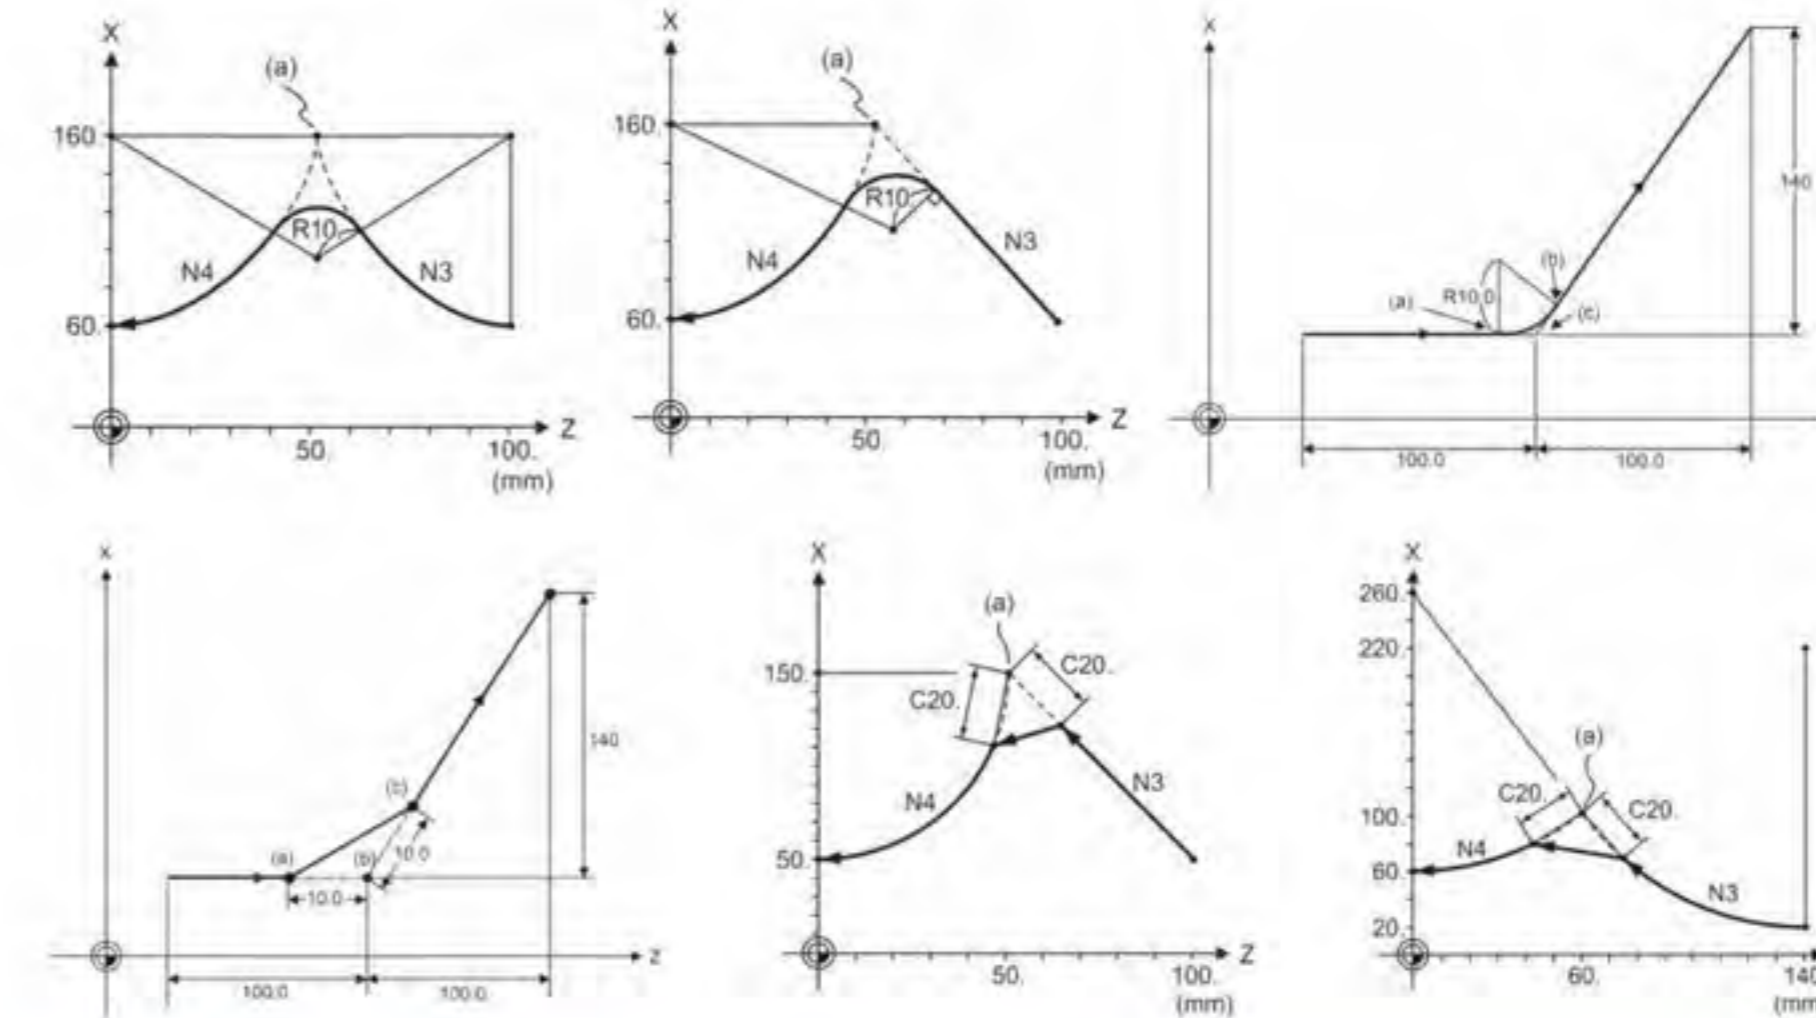 X
(a)
160.
R10.
N4
N3
60.
Z
50.
100.
(mm)
X
(a)
160.
R10.
N4
N3
60.
Z
50.
100.
(mm)
X
140
(b)
(a)
R10.0
(c)
100.0
100.0
x
140
(c)
(a)
(b)
10.0
10.0
z
100.0
100.0
X
(a)
C20.
150.
C20.
N3
N4
50.
Z
50.
100.
(mm)
X
260.
220.
(a)
C20.
C20.
100.
N4
60.
N3
20.
60.
140
(mm